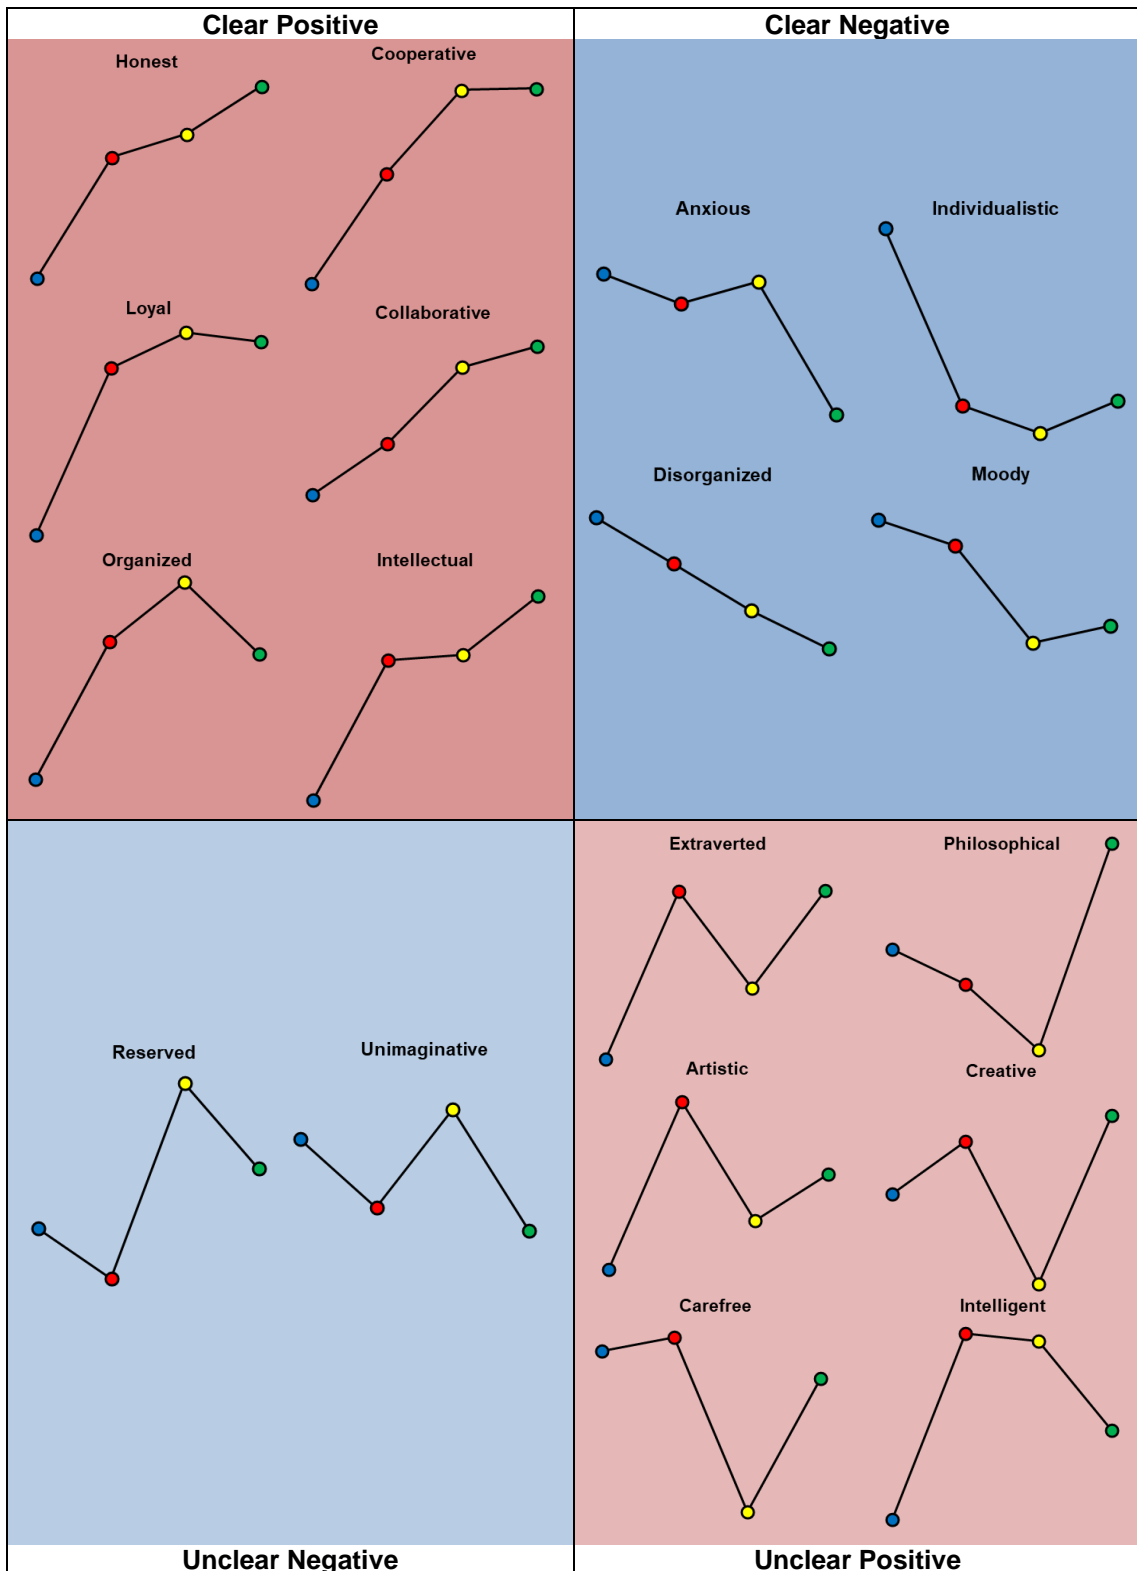 Clear Positive
Clear Negative
Honest
Cooperative
Loyal
Collaborative
Organized
Intellectual
Anxious
Individualistic
Disorganized
Moody
Reserved
Unimaginative
Extraverted
Philosophical
Artistic
Creative
Carefree
Intelligent
Unclear Negative
Unclear Positive